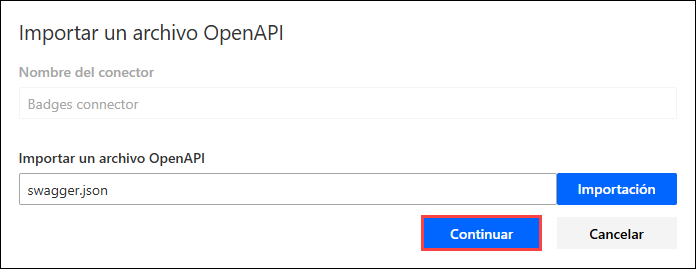 Importar un archivo OpenAPI
Nombre del conector
Badges connector
Importar un archivo OpenAPI
swagger.json
Importación
Continuar
Cancelar